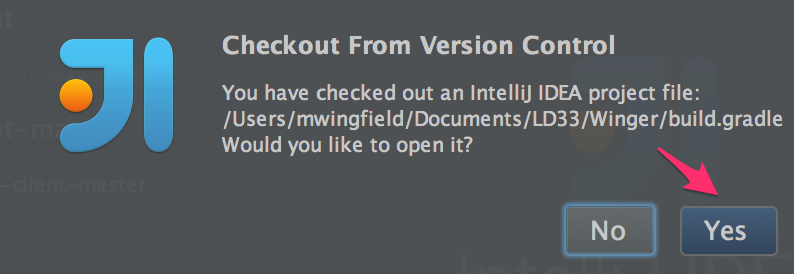 Checkout From Version Control
You have checked out an IntelliJ IDEA project file:
/Users/mwingfield/Documents/LD33/Winger/build.gradle
Would you like to open it?
-client-master
No
Yes